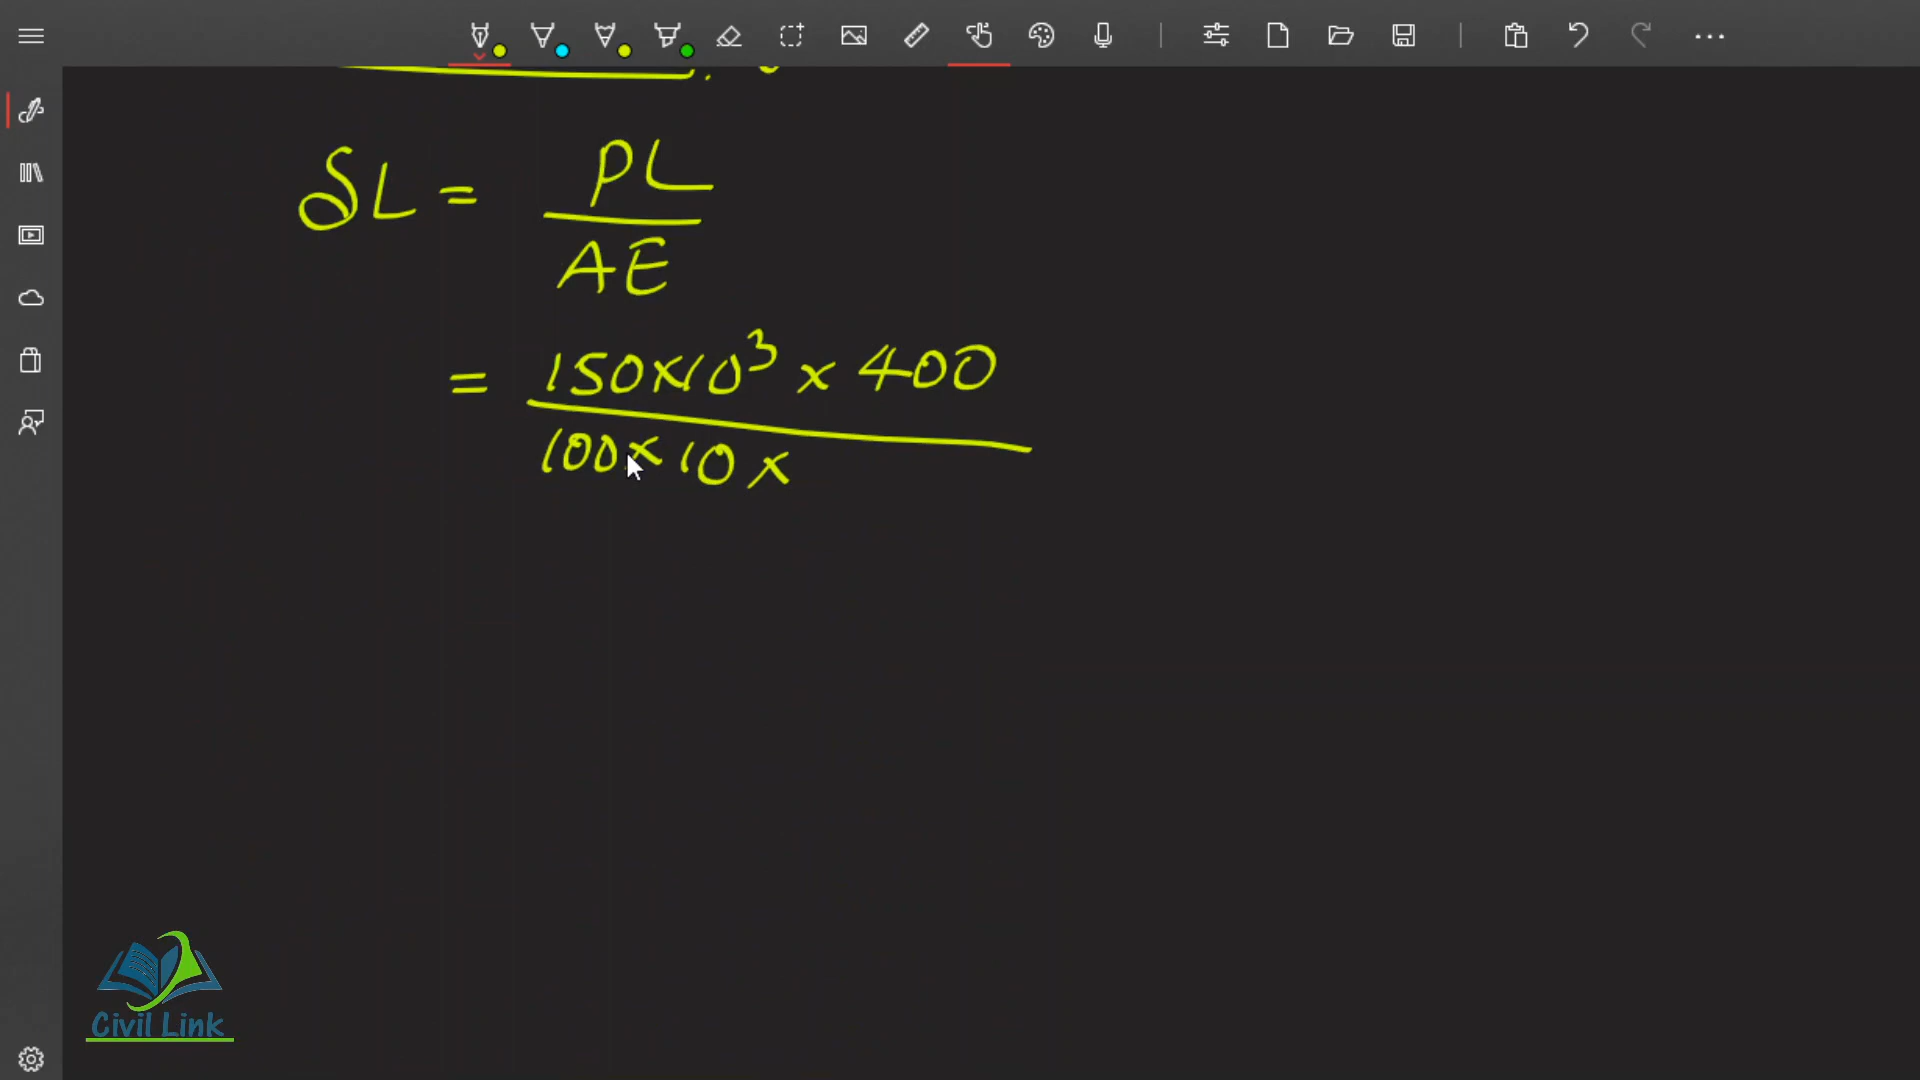 δL = PL
AE
= 150×10³ × 400
100× 10 ×
Civil Link